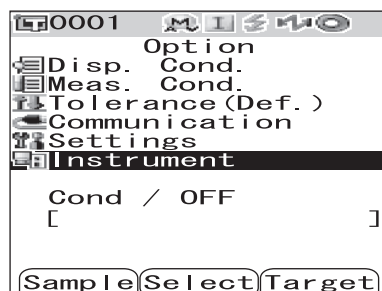 0001 M I
Option
Disp. Cond.
Meas. Cond.
Tolerance(Def.)
Communication
Settings
Instrument
Cond / OFF
[ ]
Sample Select Target